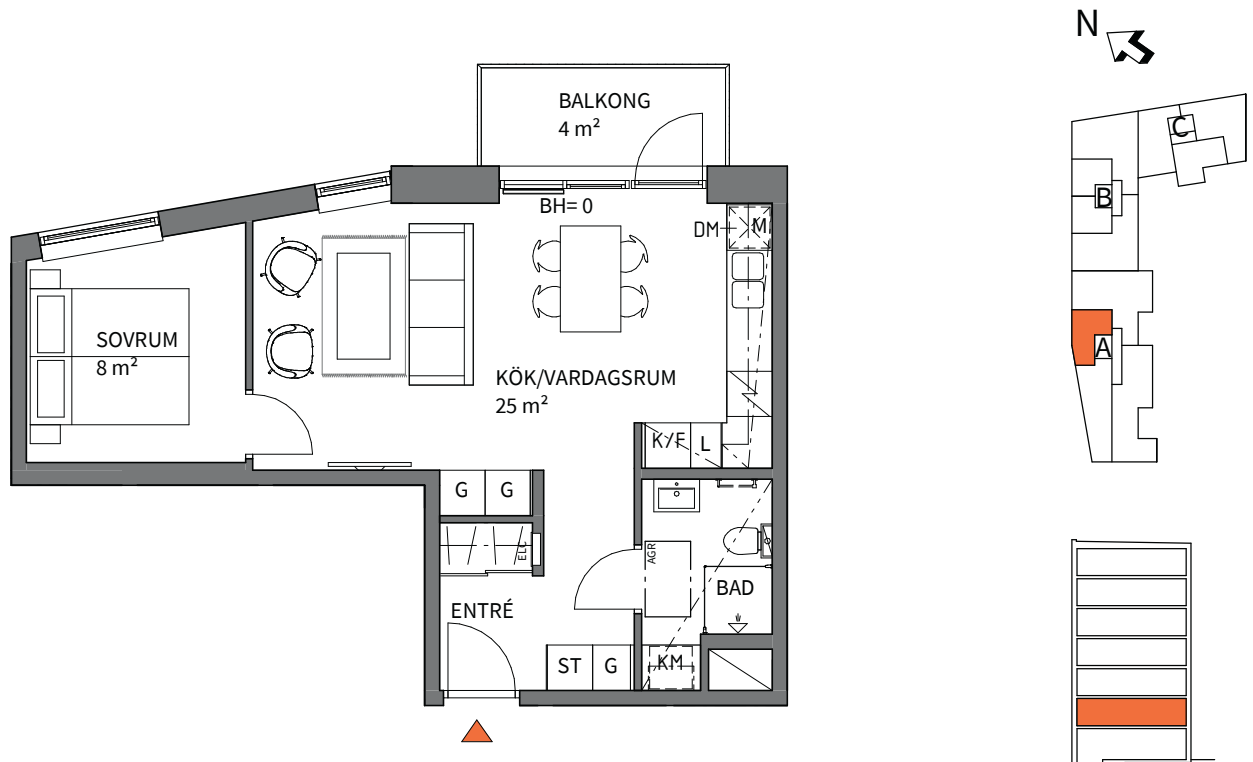 N
BALKONG
4 m²
C
B
A
BH= 0
DM
M
SOVRUM
8 m²
KÖK/VARDAGSRUM
25 m²
K/F
L
G
G
ELC
AGR
BAD
ENTRÉ
ST
G
KM